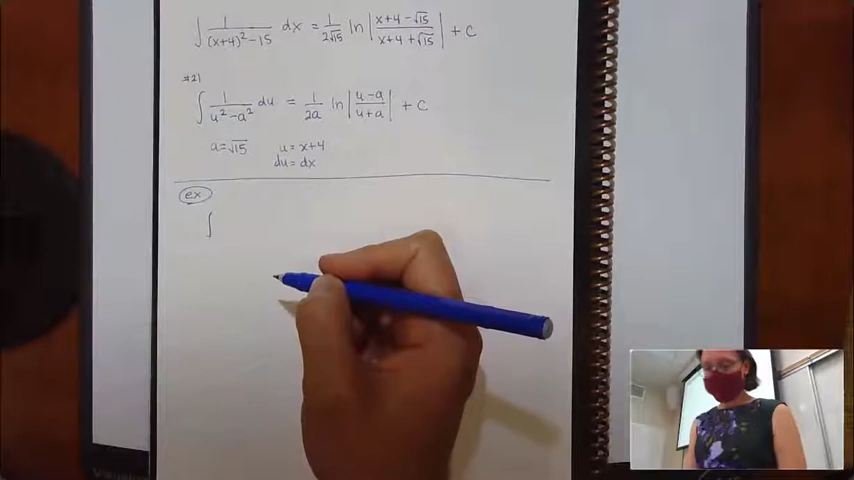 ∫ 1/((x+4)²-15) dx = 1/(2√15) ln |(x+4-√15)/(x+4+√15)| + C
#21
∫ 1/(u²-a²) du = 1/(2a) ln |(u-a)/(u+a)| + C
a=√15 u=x+4
du=dx
ex
∫